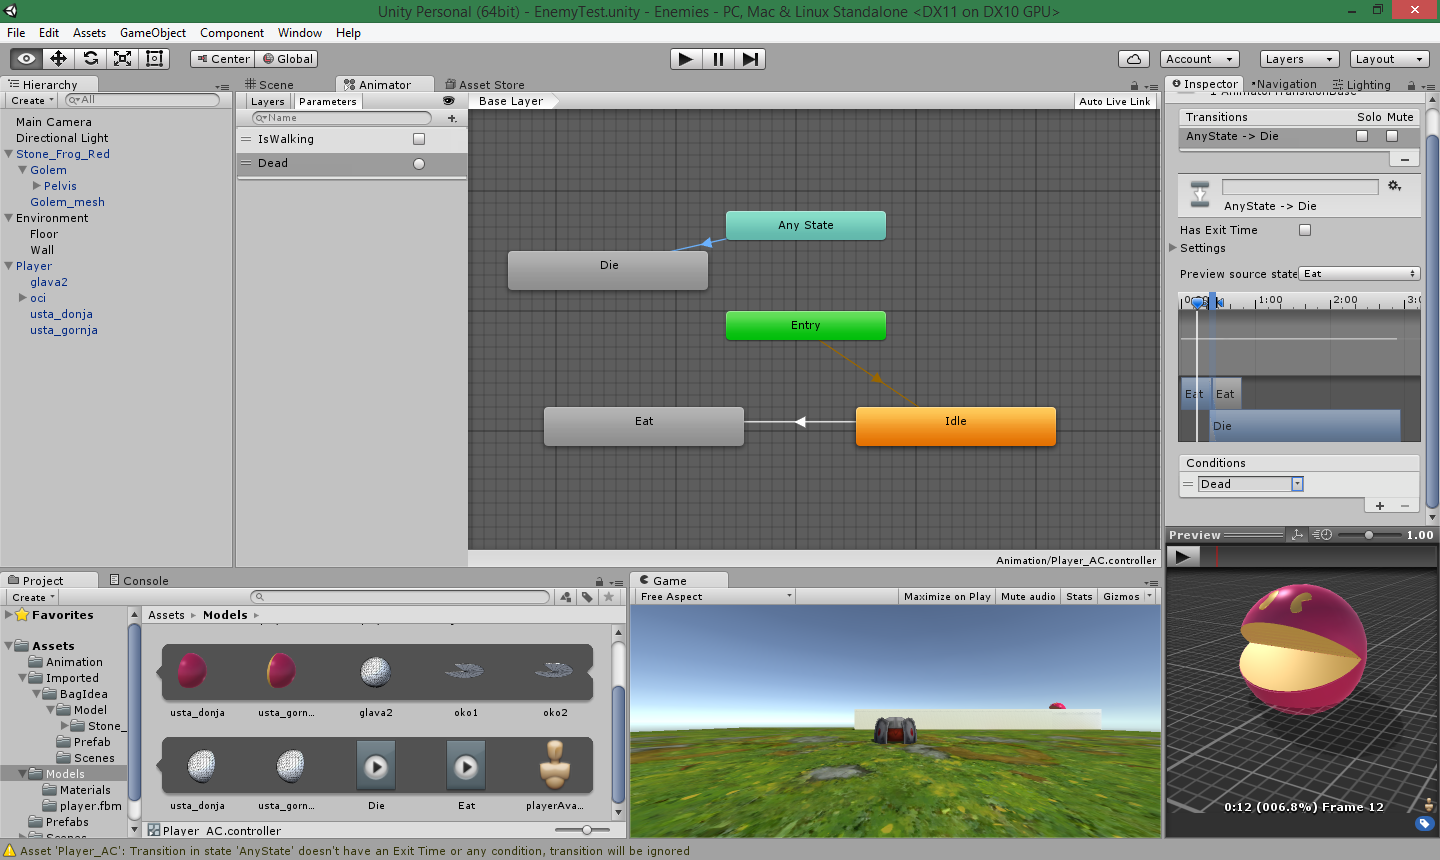 Unity Personal (64bit) - EnemyTest.unity - Enemies - PC, Mac & Linux Standalone <DX11 on DX10 GPU>
File Edit Assets GameObject Component Window Help
Center Global Account Layers Layout
Hierarchy
Create All
Main Camera
Directional Light
Stone_Frog_Red
Golem
Pelvis
Golem_mesh
Environment
Floor
Wall
Player
glava2
oci
usta_donja
usta_gornja
Scene Animator Asset Store
Layers Parameters
Name
IsWalking
Dead
Base Layer Auto Live Link
Any State
Die
Entry
Eat
Idle
Animation/Player_AC.controller
Inspector Navigation Lighting
Transitions Solo Mute
AnyState -> Die
AnyState -> Die
Has Exit Time
Settings
Preview source state Eat
1:00 2:00 3:0
Eat Eat
Die
Conditions
Dead
Preview 1.00
0:12 (006.8%) Frame 12
Project Console
Create
Favorites
Assets
Animation
Imported
BagIdea
Model
Stone_
Prefab
Scenes
Models
Materials
player.fbm
Prefabs
Scenes
Assets Models
usta_donja usta_gorn... glava2 oko1 oko2
usta_donja usta_gorn... Die Eat playerAva...
Player_AC.controller
Game
Free Aspect Maximize on Play Mute audio Stats Gizmos
Asset 'Player_AC': Transition in state 'AnyState' doesn't have an Exit Time or any condition, transition will be ignored